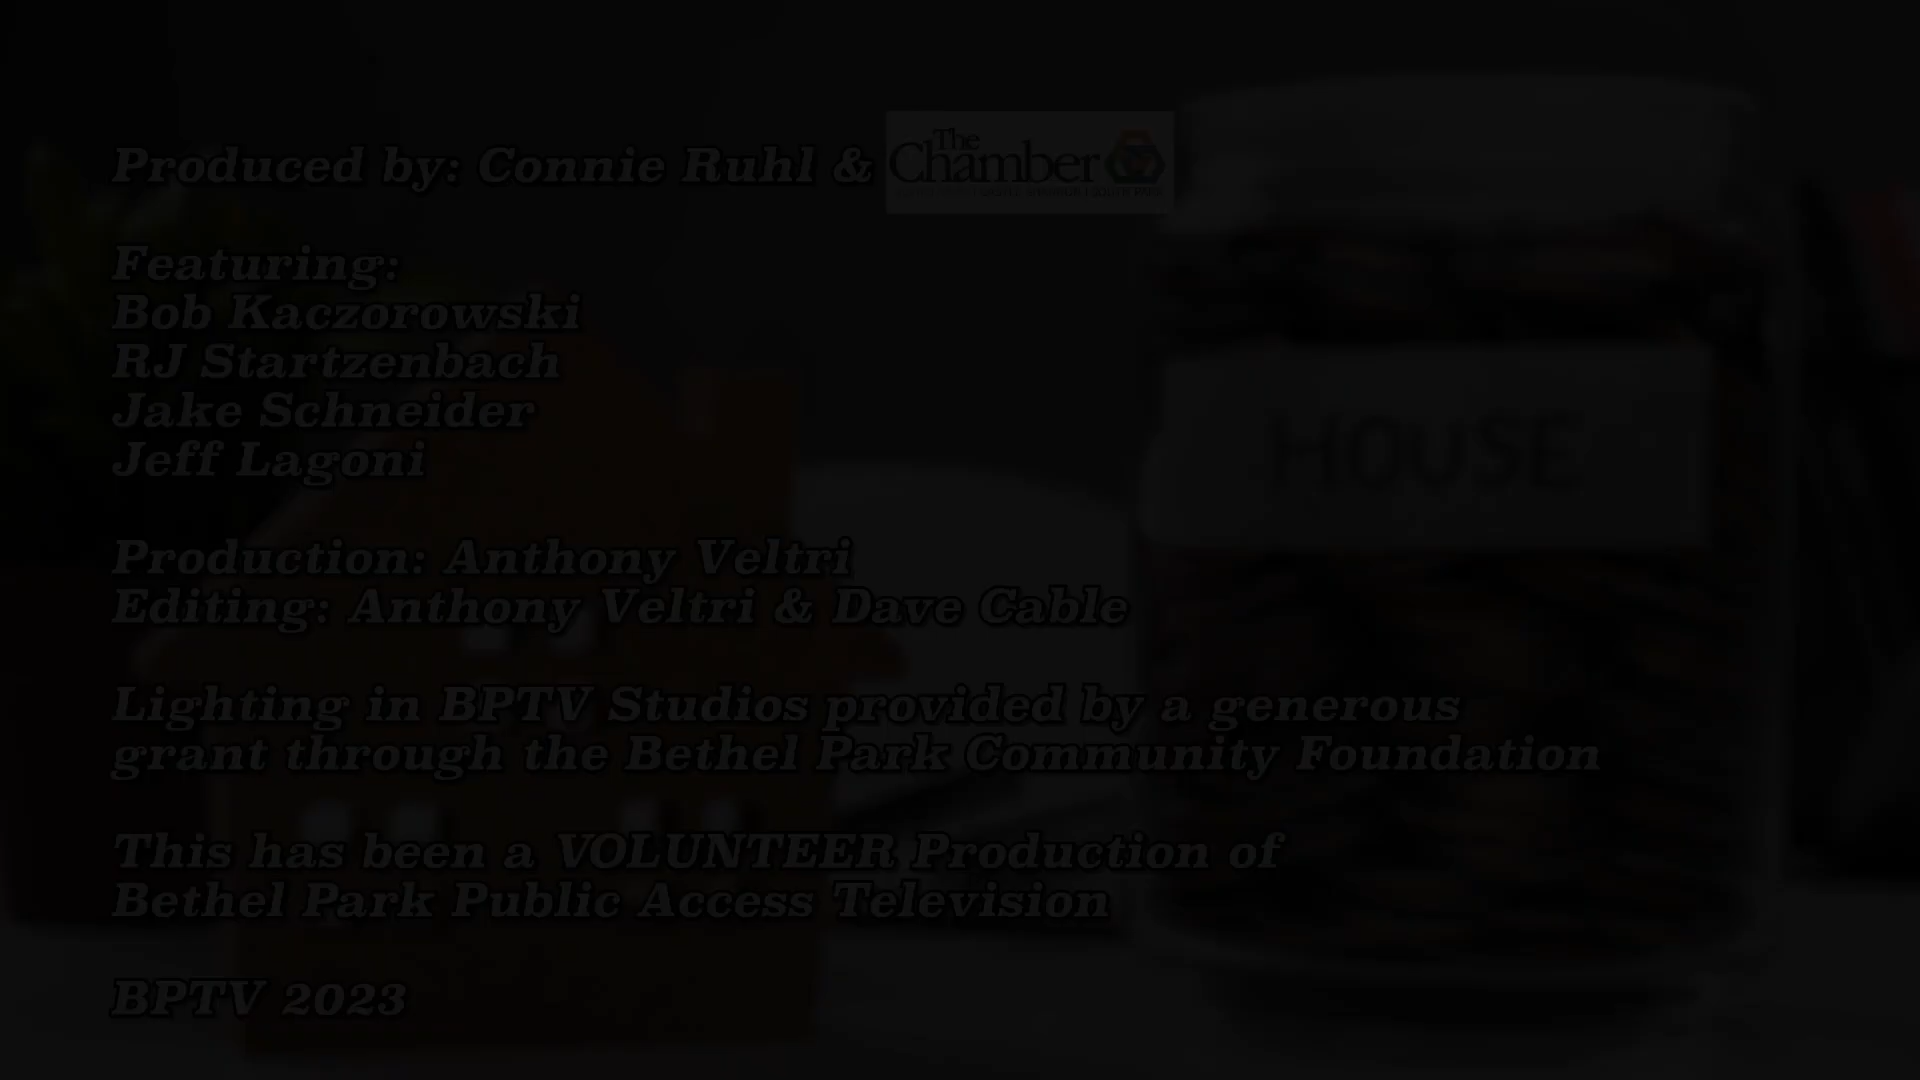 Produced by: Connie Ruhl & The Chamber
Featuring:
Bob Kaczorowski
RJ Startzenbach
Jake Schneider
Jeff Lagoni
HOUSE
Production: Anthony Veltri
Editing: Anthony Veltri & Dave Cable
Lighting in BPTV Studios provided by a generous
grant through the Bethel Park Community Foundation
This has been a VOLUNTEER Production of
Bethel Park Public Access Television
BPTV 2023